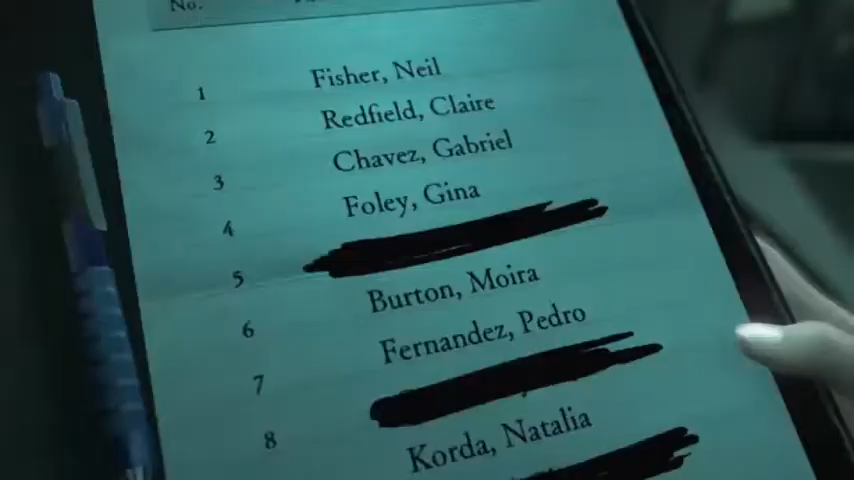 No.
1 Fisher, Neil
2 Redfield, Claire
3 Chavez, Gabriel
4 Foley, Gina
5
6 Burton, Moira
7 Fernandez, Pedro
8
Korda, Natalia